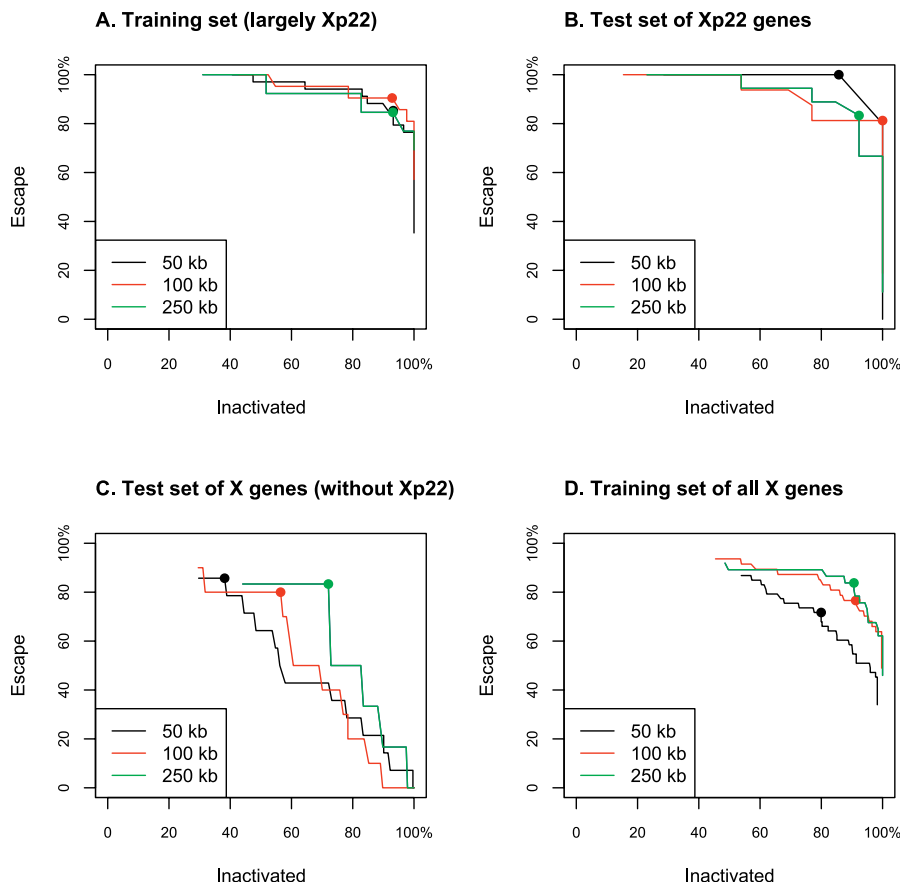 A. Training set (largely Xp22)
Escape
0 20 40 60 80 100%
50 kb
100 kb
250 kb
0 20 40 60 80 100%
Inactivated
B. Test set of Xp22 genes
Escape
0 20 40 60 80 100%
50 kb
100 kb
250 kb
0 20 40 60 80 100%
Inactivated
C. Test set of X genes (without Xp22)
Escape
0 20 40 60 80 100%
50 kb
100 kb
250 kb
0 20 40 60 80 100%
Inactivated
D. Training set of all X genes
Escape
0 20 40 60 80 100%
50 kb
100 kb
250 kb
0 20 40 60 80 100%
Inactivated